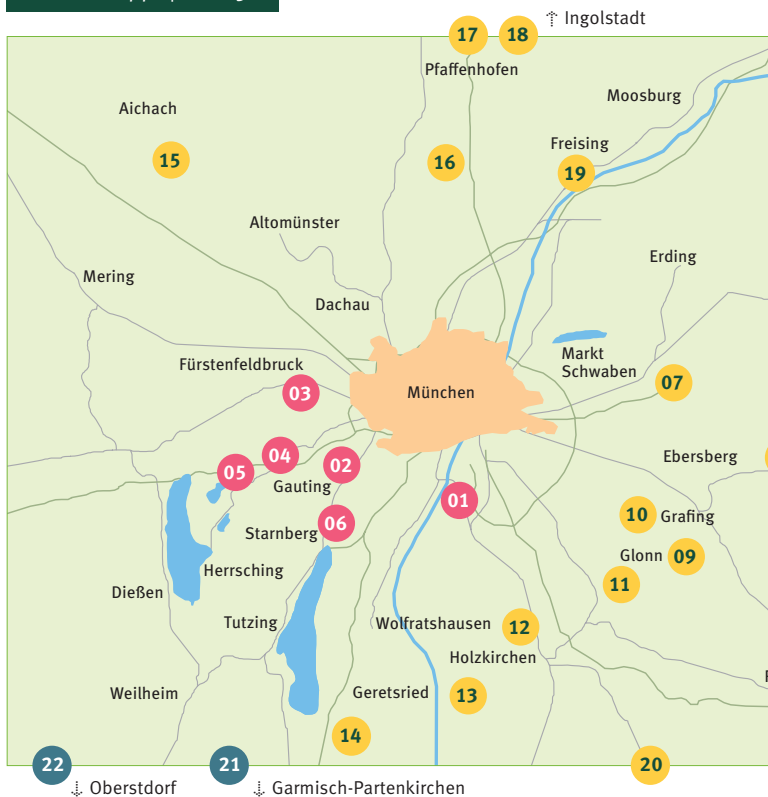 Ingolstadt
17
18
Pfaffenhofen
Moosburg
Aichach
15
16
Freising
19
Altomünster
Erding
Mering
Dachau
Markt
Schwaben
Fürstenfeldbruck
München
07
03
04
02
05
Gauting
Ebersberg
01
10
Grafing
06
Starnberg
Glonn
09
Herrsching
11
Dießen
Tutzing
Wolfratshausen
12
Holzkirchen
Weilheim
Geretsried
13
14
22
21
20
Oberstdorf
Garmisch-Partenkirchen